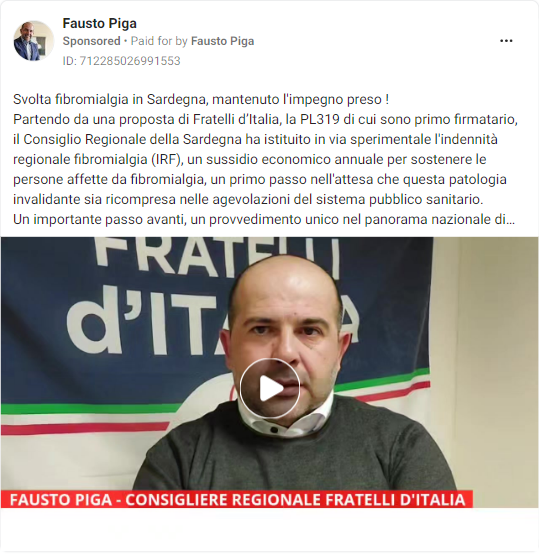 Fausto Piga
Sponsored • Paid for by Fausto Piga
ID: 712285026991553
Svolta fibromialgia in Sardegna, mantenuto l'impegno preso !
Partendo da una proposta di Fratelli d’Italia, la PL319 di cui sono primo firmatario,
il Consiglio Regionale della Sardegna ha istituito in via sperimentale l'indennità
regionale fibromialgia (IRF), un sussidio economico annuale per sostenere le
persone affette da fibromialgia, un primo passo nell'attesa che questa patologia
invalidante sia ricompresa nelle agevolazioni del sistema pubblico sanitario.
Un importante passo avanti, un provvedimento unico nel panorama nazionale di...
FRATELLI
d’ITALIA
FAUSTO PIGA - CONSIGLIERE REGIONALE FRATELLI D'ITALIA